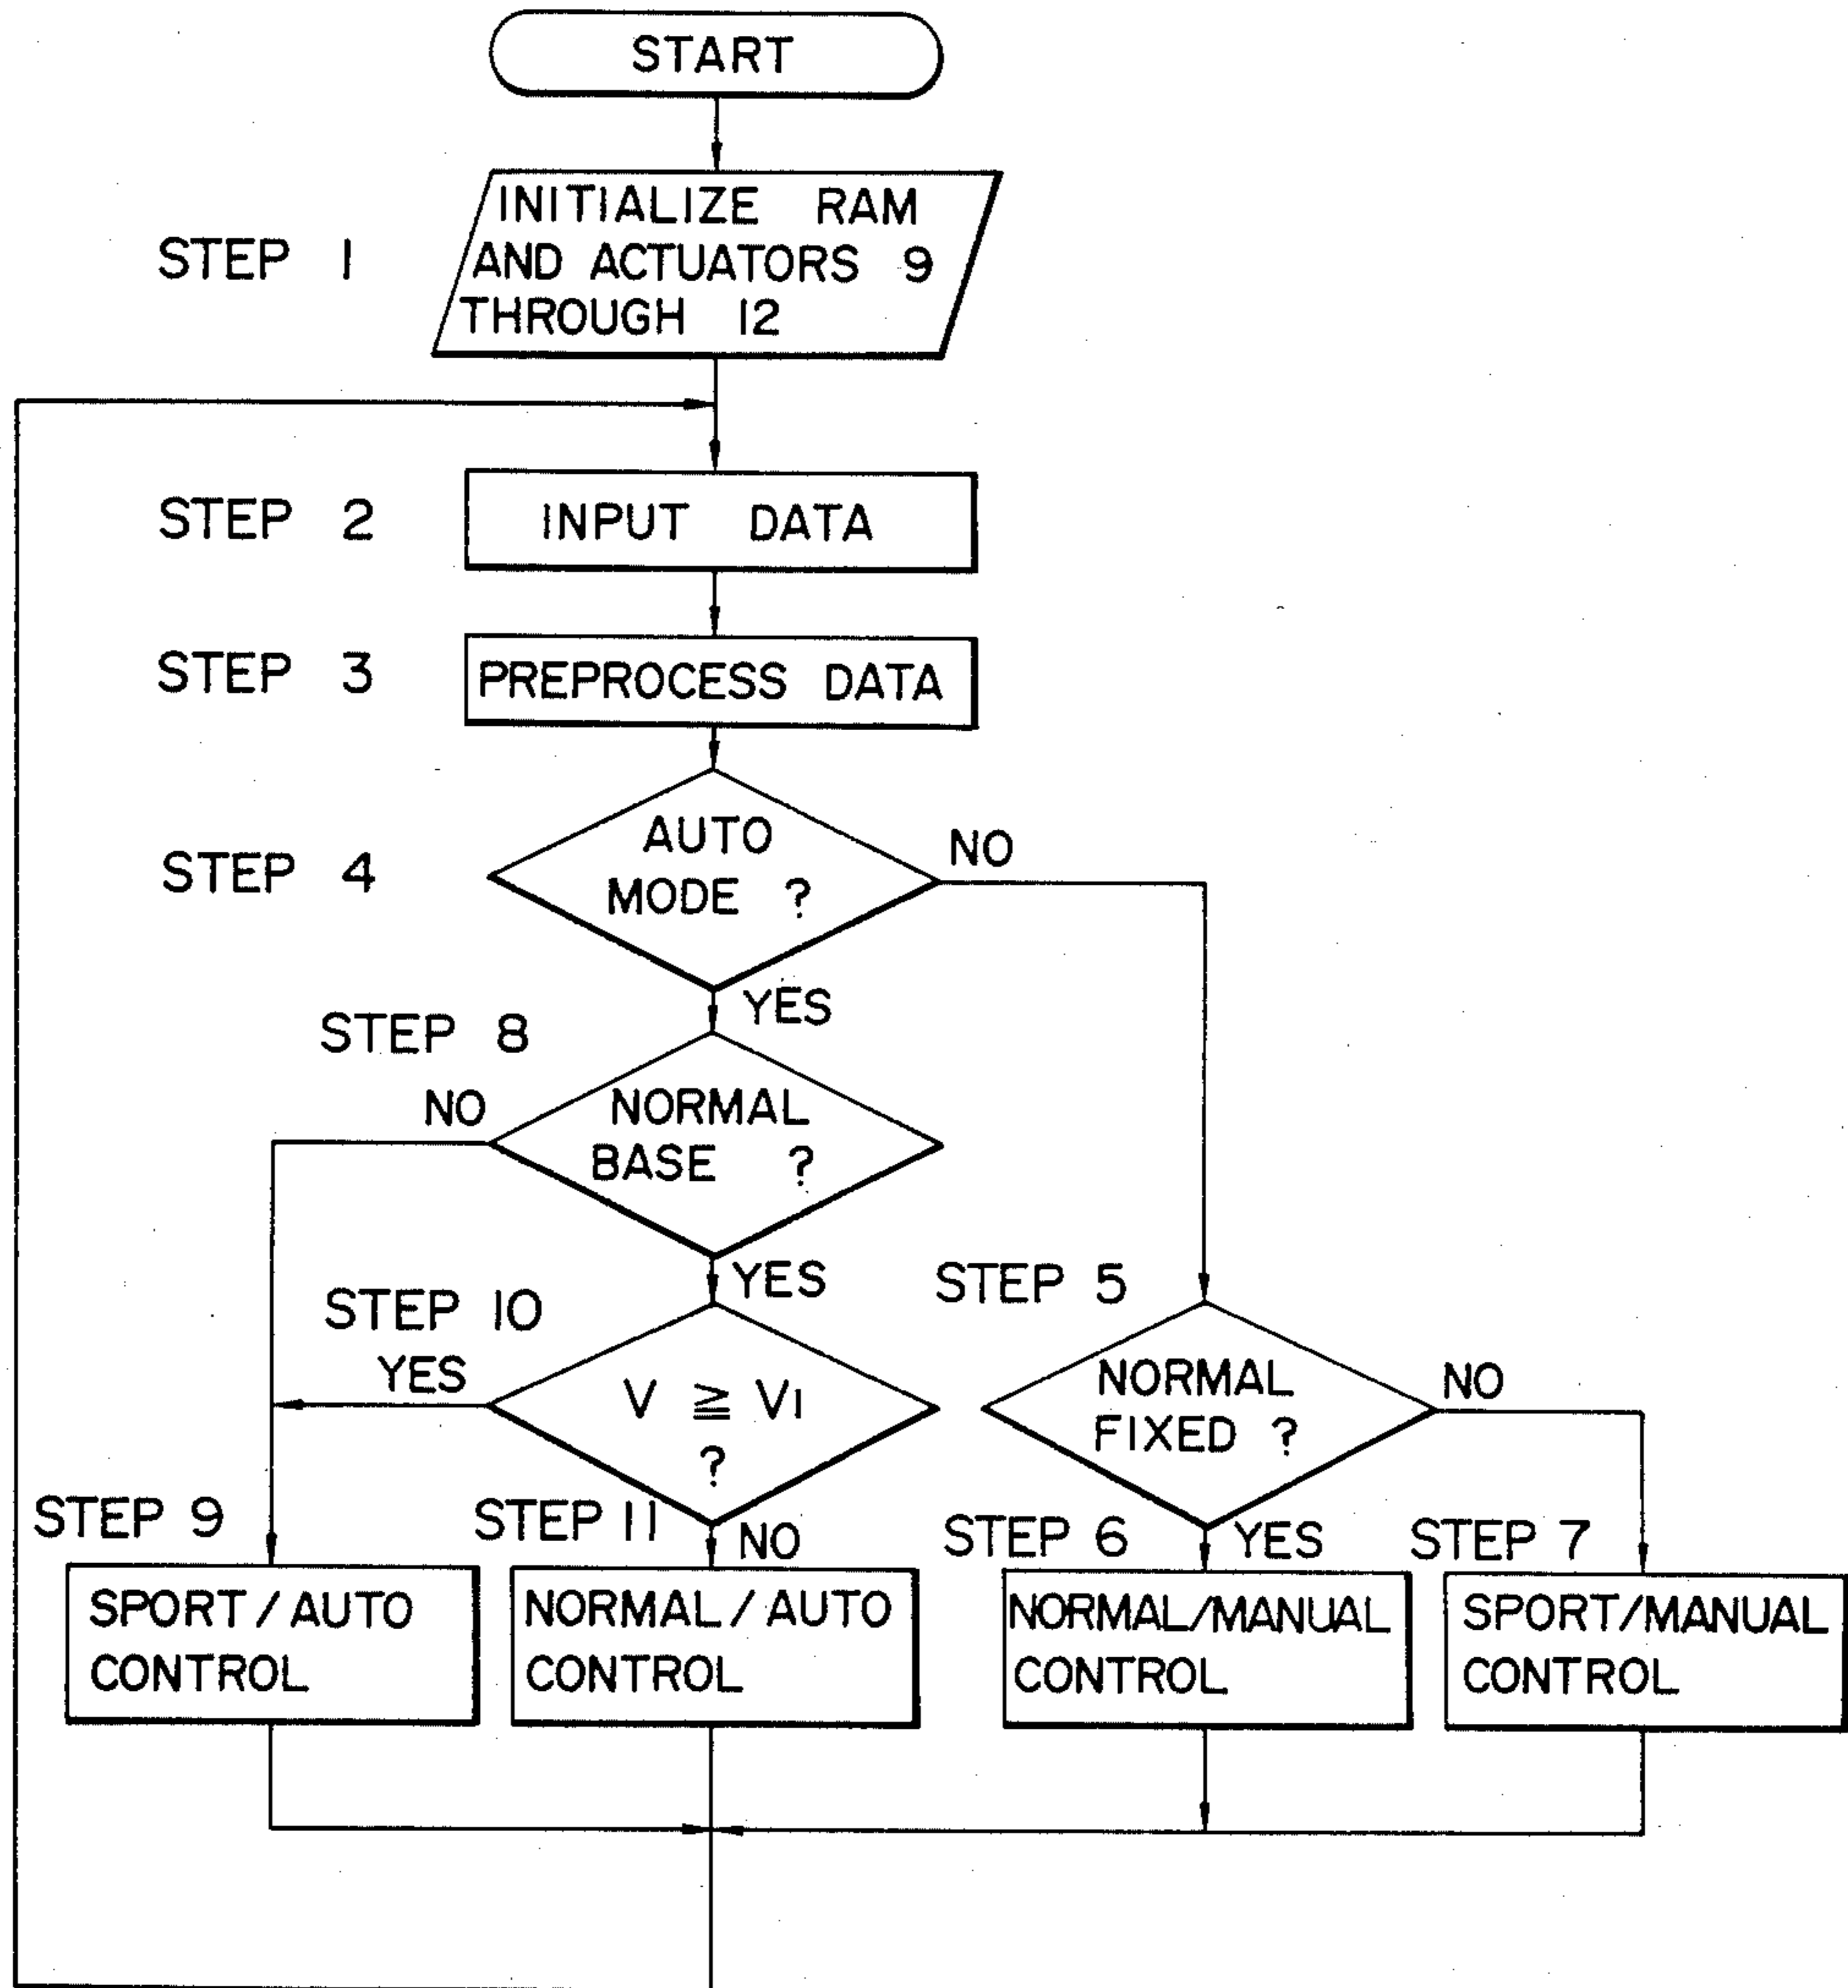 START
STEP 1
INITIALIZE RAM
AND ACTUATORS 9
THROUGH 12
STEP 2
INPUT DATA
STEP 3
PREPROCESS DATA
STEP 4
AUTO
MODE ?
NO
YES
STEP 8
NO
NORMAL
BASE ?
YES
STEP 10
YES
V ≧ V1
?
STEP 5
NORMAL
FIXED ?
NO
STEP 9
SPORT/AUTO
CONTROL
STEP 11
NO
NORMAL/AUTO
CONTROL
STEP 6
YES
NORMAL/MANUAL
CONTROL
STEP 7
SPORT/MANUAL
CONTROL